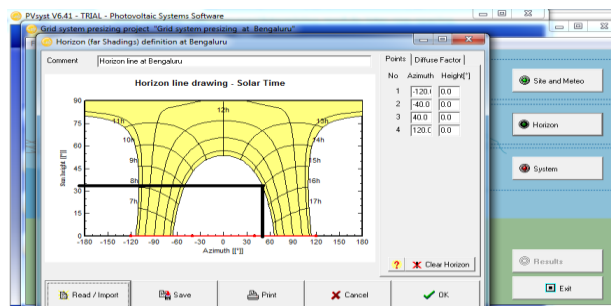 PVsyst V6.41 - TRIAL - Photovoltaic Systems Software
Grid system presizing project "Grid system presizing at Bengaluru"
Horizon (far Shadings) definition at Bengaluru
Comment Horizon line at Bengaluru
Points Diffuse Factor
No Azimuth Height[°]
1 -120.0 0.0
2 -40.0 0.0
3 40.0 0.0
4 120.0 0.0
Horizon line drawing - Solar Time
90
75
60
45
30
15
0
Sun height [[°]]
12h
11h 13h
10h 14h
9h 15h
8h 16h
7h 17h
-180 -150 -120 -90 -60 -30 0 30 60 90 120 150 180
Azimuth [[°]]
? Clear Horizon
Read / Import Save Print Cancel OK
Site and Meteo
Horizon
System
Results
Exit